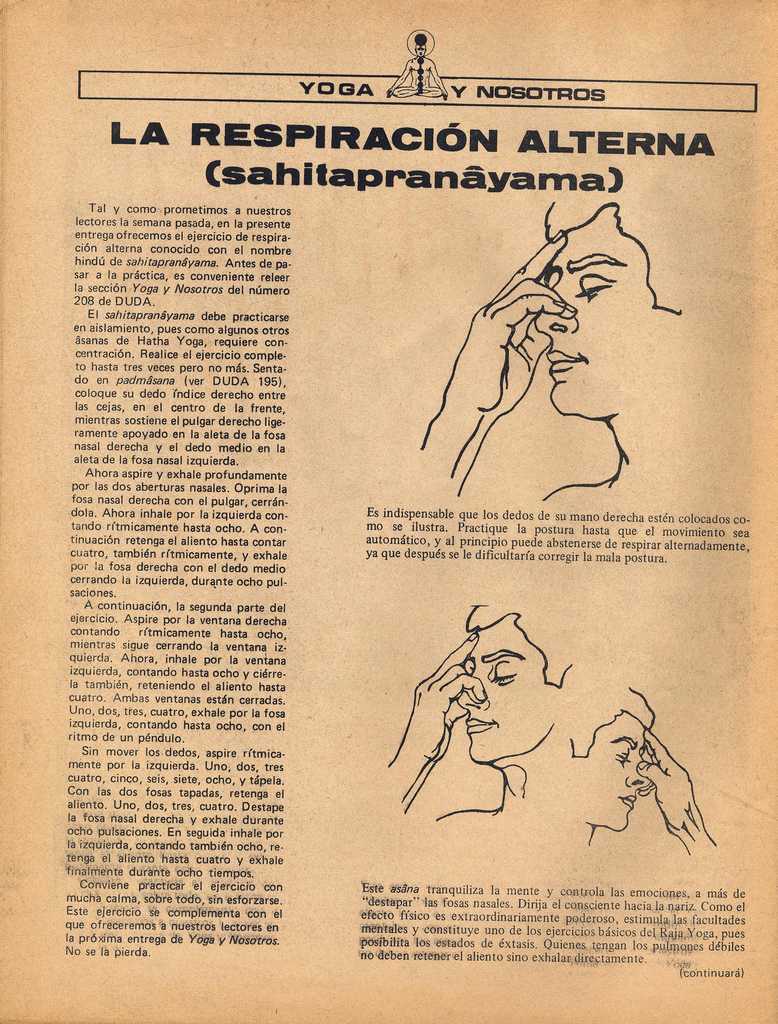 YOGA Y NOSOTROS
LA RESPIRACIÓN ALTERNA
(sahitapranâyama)
Tal y como prometimos a nuestros
lectores la semana pasada, en la presente
entrega ofrecemos el ejercicio de respira-
ción alterna conocido con el nombre
hindú de sahitapranâyama. Antes de pa-
sar a la práctica, es conveniente releer
la sección Yoga y Nosotros del número
208 de DUDA.
El sahitapranâyama debe practicarse
en aislamiento, pues como algunos otros
âsanas de Hatha Yoga, requiere con-
centración. Realice el ejercicio comple-
to hasta tres veces pero no más. Senta-
do en padmâsana (ver DUDA 195),
coloque su dedo índice derecho entre
las cejas, en el centro de la frente,
mientras sostiene el pulgar derecho lige-
ramente apoyado en la aleta de la fosa
nasal derecha y el dedo medio en la
aleta de la fosa nasal izquierda.
Ahora aspire y exhale profundamente
por las dos aberturas nasales. Oprima la
fosa nasal derecha con el pulgar, cerrán-
dola. Ahora inhale por la izquierda con-
tando rítmicamente hasta ocho. A con-
tinuación retenga el aliento hasta contar
cuatro, también rítmicamente, y exhale
por la fosa derecha con el dedo medio
cerrando la izquierda, durante ocho pul-
saciones.
A continuación, la segunda parte del
ejercicio. Aspire por la ventana derecha
contando rítmicamente hasta ocho,
mientras sigue cerrando la ventana iz-
quierda. Ahora, inhale por la ventana
izquierda, contando hasta ocho y ciérre-
la también, reteniendo el aliento hasta
cuatro. Ambas ventanas están cerradas.
Uno, dos, tres, cuatro, exhale por la fosa
izquierda, contando hasta ocho, con el
ritmo de un péndulo.
Sin mover los dedos, aspire rítmica-
mente por la izquierda. Uno, dos, tres
cuatro, cinco, seis, siete, ocho, y tápela.
Con las dos fosas tapadas, retenga el
aliento. Uno, dos, tres, cuatro. Destape
la fosa nasal derecha y exhale durante
ocho pulsaciones. En seguida inhale por
la izquierda, contando también ocho, re-
tenga el aliento hasta cuatro y exhale
finalmente durante ocho tiempos.
Conviene practicar el ejercicio con
mucha calma, sobre todo, sin esforzarse.
Este ejercicio se complementa con el
que ofreceremos a nuestros lectores en
la próxima entrega de Yoga y Nosotros.
No se la pierda.
Es indispensable que los dedos de su mano derecha estén colocados co-
mo se ilustra. Practique la postura hasta que el movimiento sea
automático, y al principio puede abstenerse de respirar alternadamente,
ya que después se le dificultaría corregir la mala postura.
Este asâna tranquiliza la mente y controla las emociones, a más de
"destapar" las fosas nasales. Dirija el consciente hacia la nariz. Como el
efecto físico es extraordinariamente poderoso, estimula las facultades
mentales y constituye uno de los ejercicios básicos del Raja Yoga, pues
posibilita los estados de éxtasis. Quienes tengan los pulmones débiles
no deben retener el aliento sino exhalar directamente.
(continuará)